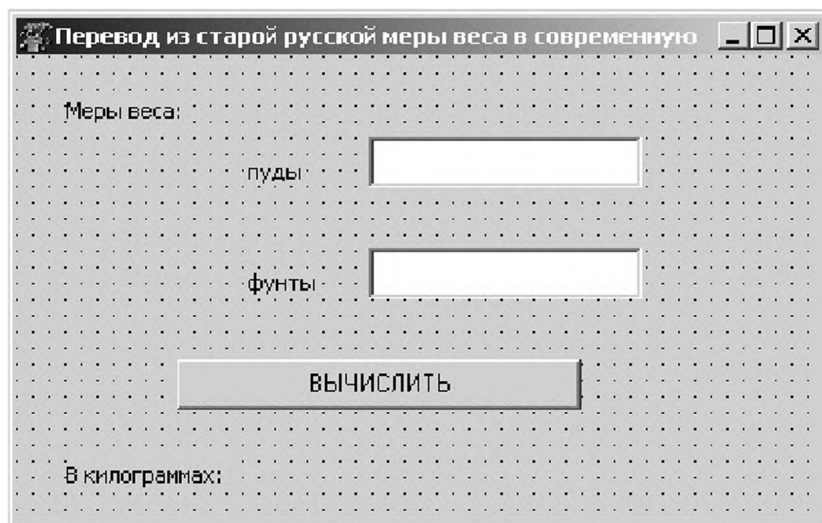 Перевод из старой русской меры веса в современную
Меры веса:
пуды
фунты
ВЫЧИСЛИТЬ
В килограммах: